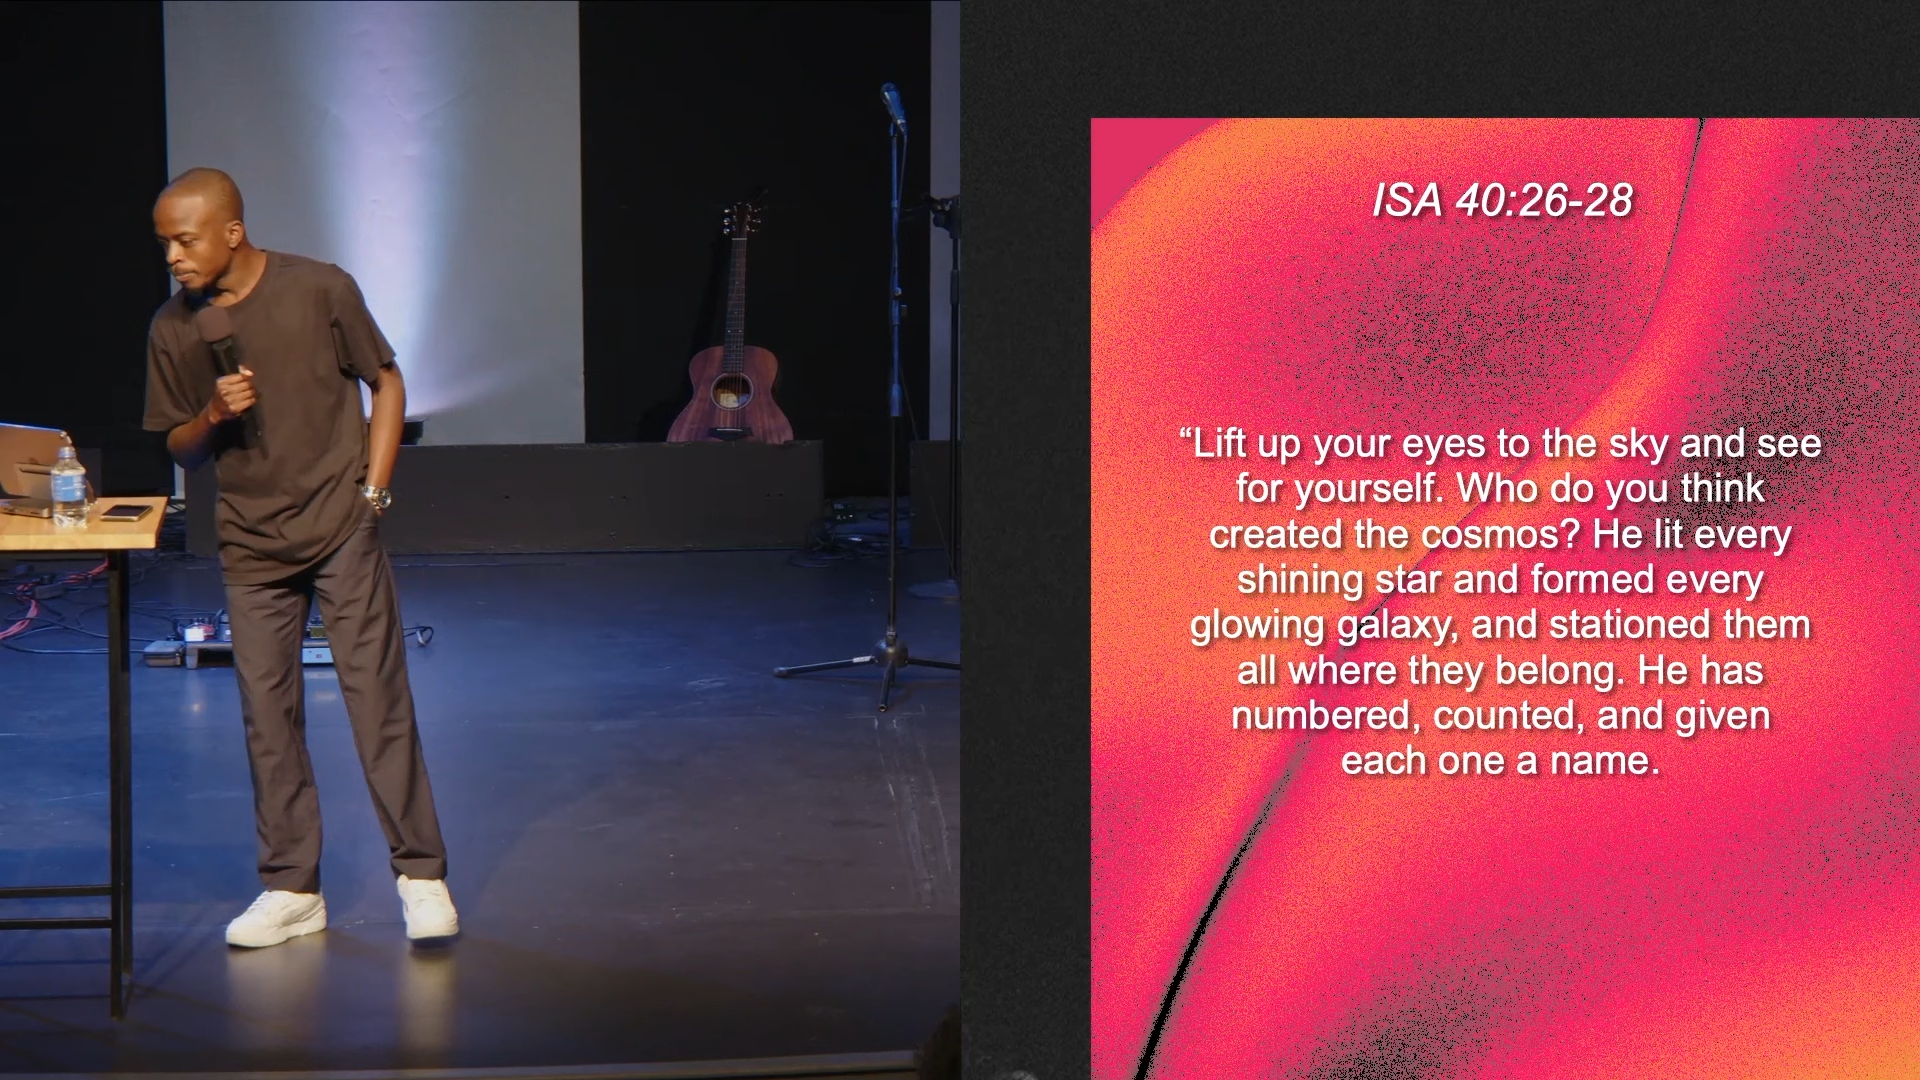 ISA 40:26-28
“Lift up your eyes to the sky and see
for yourself. Who do you think
created the cosmos? He lit every
shining star and formed every
glowing galaxy, and stationed them
all where they belong. He has
numbered, counted, and given
each one a name.